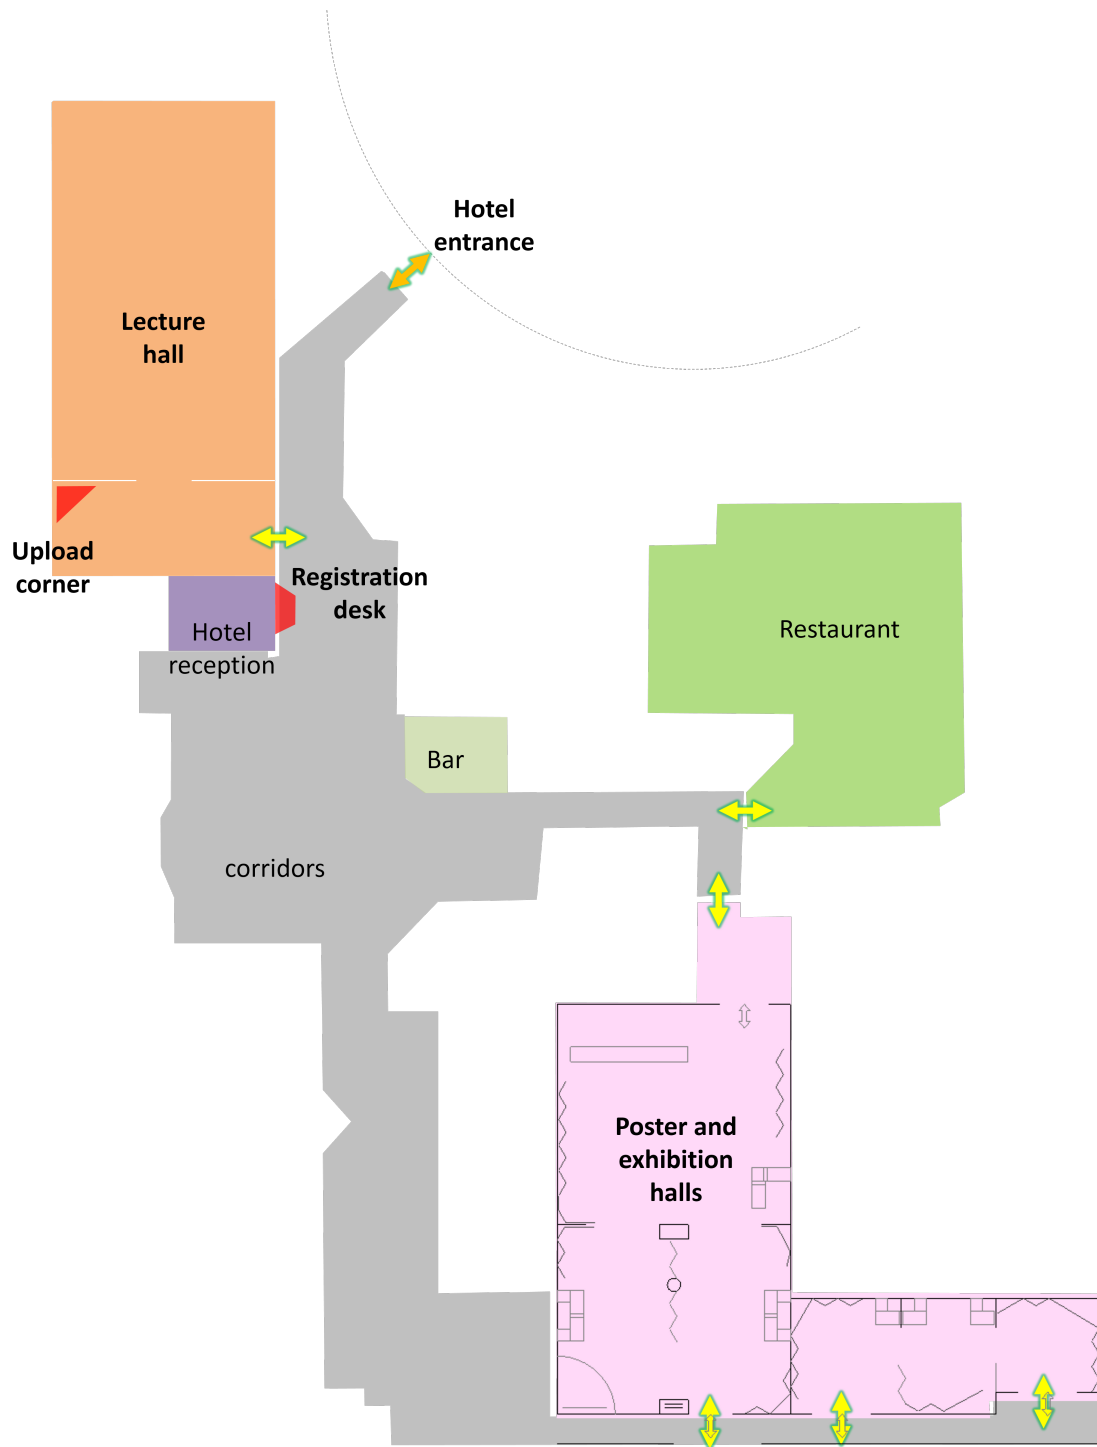 Hotel
entrance
Lecture
hall
Upload
corner
Registration
desk
Hotel
reception
Restaurant
Bar
corridors
Poster and
exhibition
halls